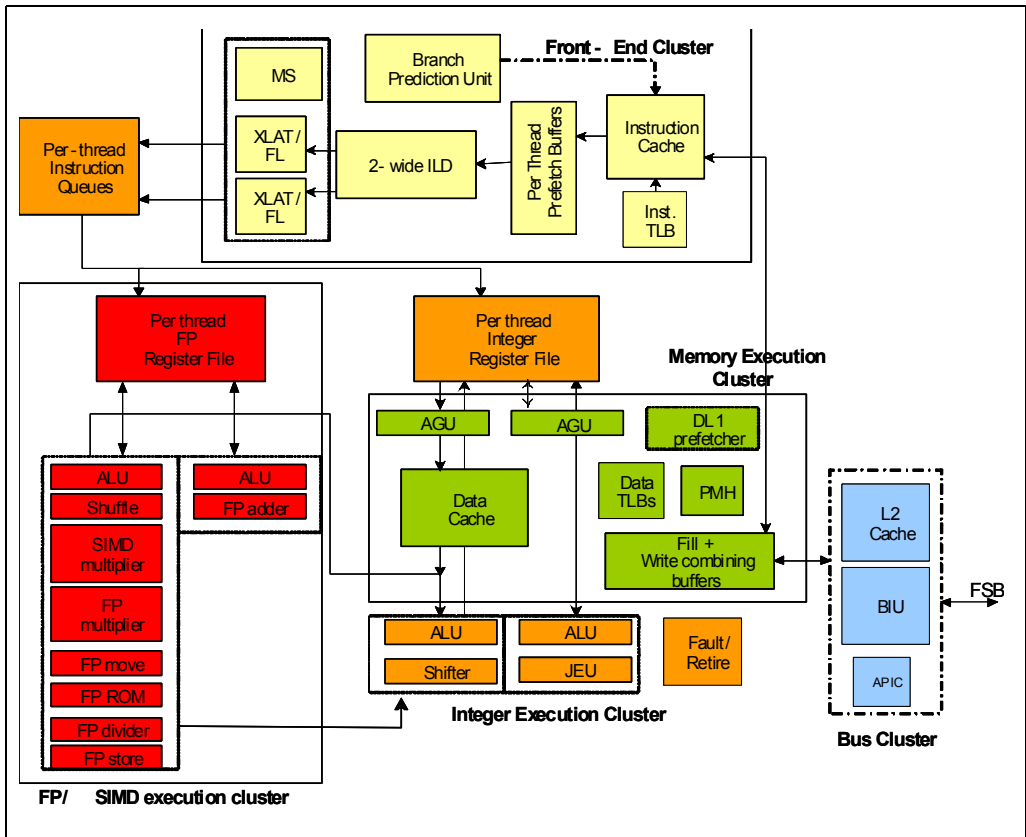 Front - End Cluster
MS
Branch
Prediction Unit
XLAT /
FL
XLAT /
FL
2- wide ILD
Per Thread
Prefetch Buffers
Instruction
Cache
Inst.
TLB
Per - thread
Instruction
Queues
Per thread
FP
Register File
Per thread
Integer
Register File
Memory Execution
Cluster
AGU
AGU
DL1
prefetcher
Data
Cache
Data
TLBs
PMH
Fill +
Write combining
buffers
ALU
Shuffle
SIMD
multiplier
FP
multiplier
FP move
FP ROM
FP divider
FP store
ALU
FP adder
ALU
Shifter
ALU
JEU
Fault /
Retire
Integer Execution Cluster
L2
Cache
BIU
APIC
FSB
Bus Cluster
FP/ SIMD execution cluster